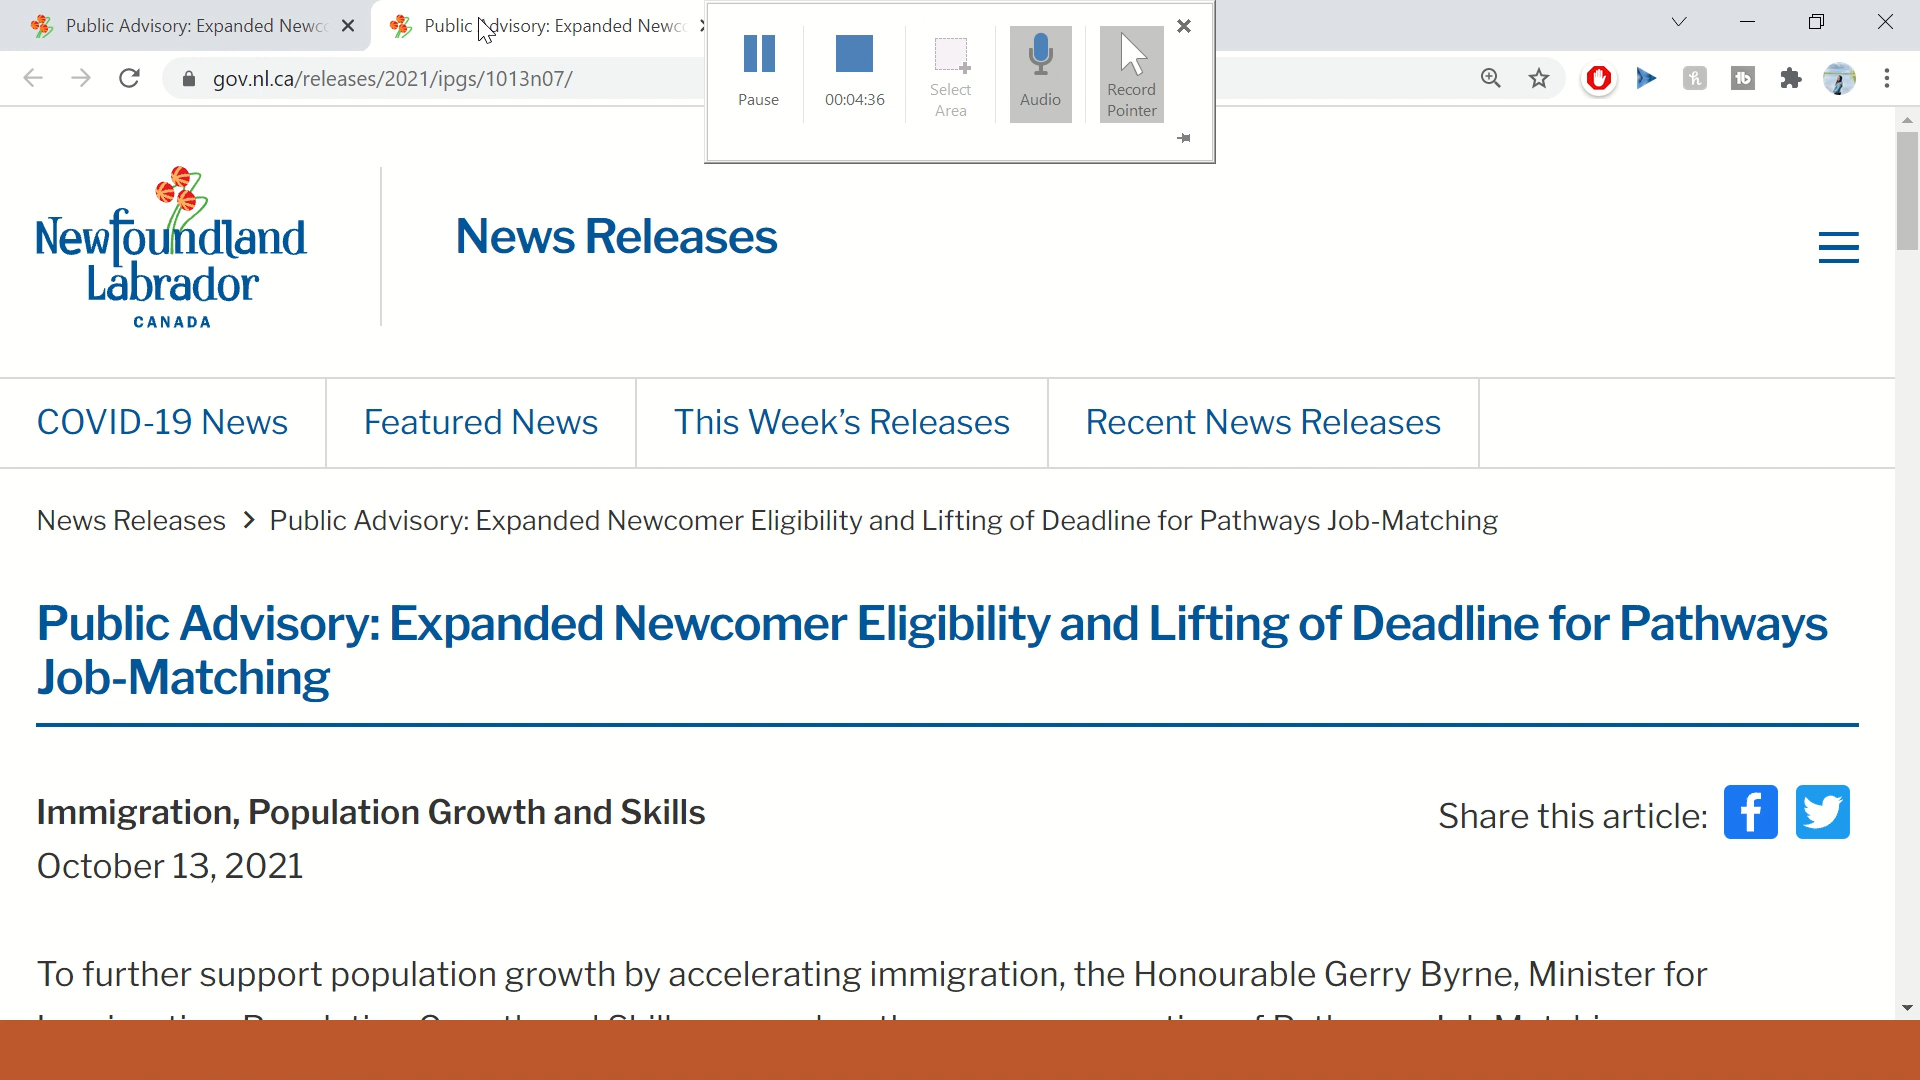 Public Advisory: Expanded Newc
Public Advisory: Expanded Newc
gov.nl.ca/releases/2021/ipgs/1013n07/
Pause
00:04:36
Select
Area
Audio
Record
Pointer
Newfoundland
Labrador
CANADA
News Releases
COVID-19 News
Featured News
This Week’s Releases
Recent News Releases
News Releases > Public Advisory: Expanded Newcomer Eligibility and Lifting of Deadline for Pathways Job-Matching
Public Advisory: Expanded Newcomer Eligibility and Lifting of Deadline for Pathways
Job-Matching
Immigration, Population Growth and Skills
Share this article:
October 13, 2021
To further support population growth by accelerating immigration, the Honourable Gerry Byrne, Minister for